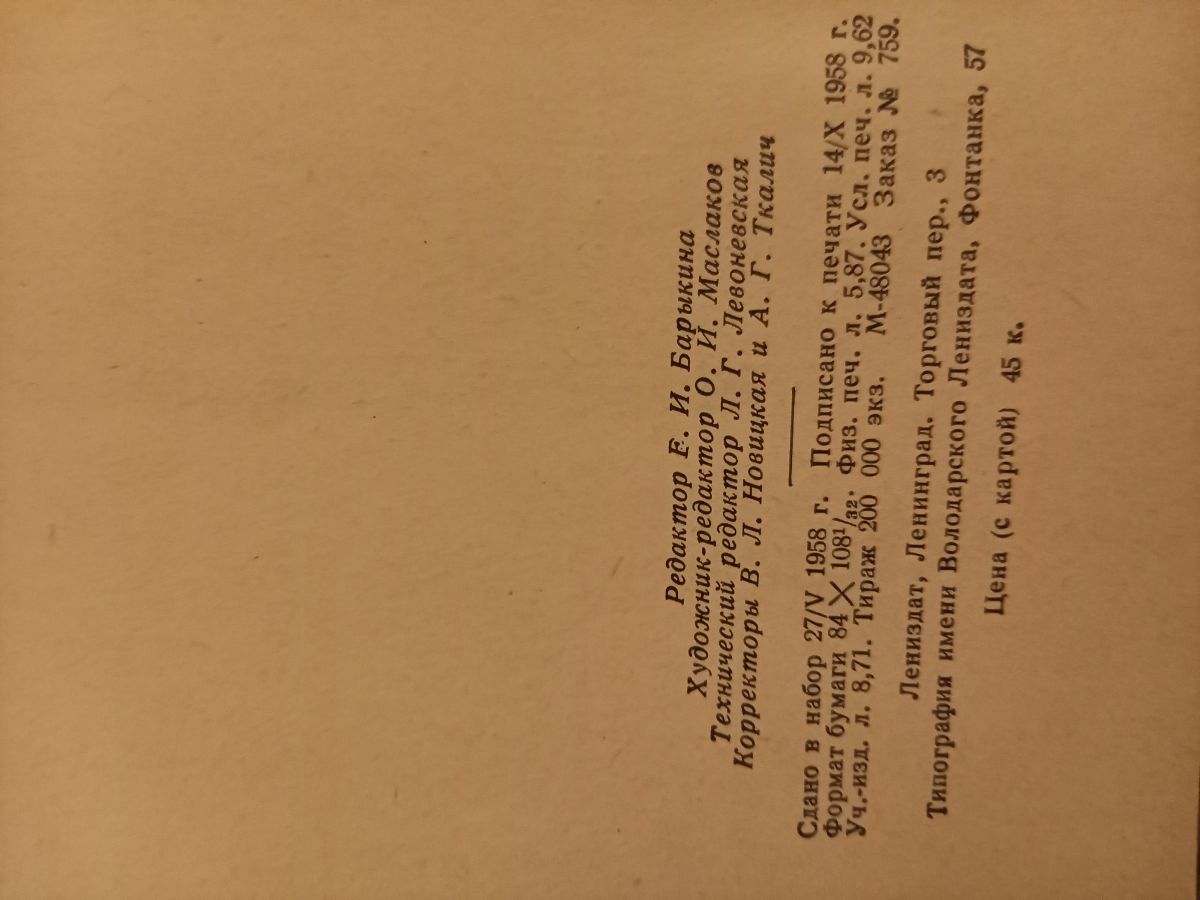 Редактор Е. И. Барыкина
Художник-редактор О. И. Маслаков
Технический редактор Л. Г. Левоневская
Корректоры В. Л. Новицкая и А. Г. Ткалич
Сдано в набор 27/V 1958 г. Подписано к печати 14/X 1958 г.
Формат бумаги 84 × 108¹/₃₂. Физ. печ. л. 5,87. Усл. печ. л. 9,62
Уч.-изд. л. 8,71. Тираж 200 000 экз. М-48043 Заказ № 759.
Лениздат, Ленинград. Торговый пер., 3
Типография имени Володарского Лениздата, Фонтанка, 57
Цена (с картой) 45 к.